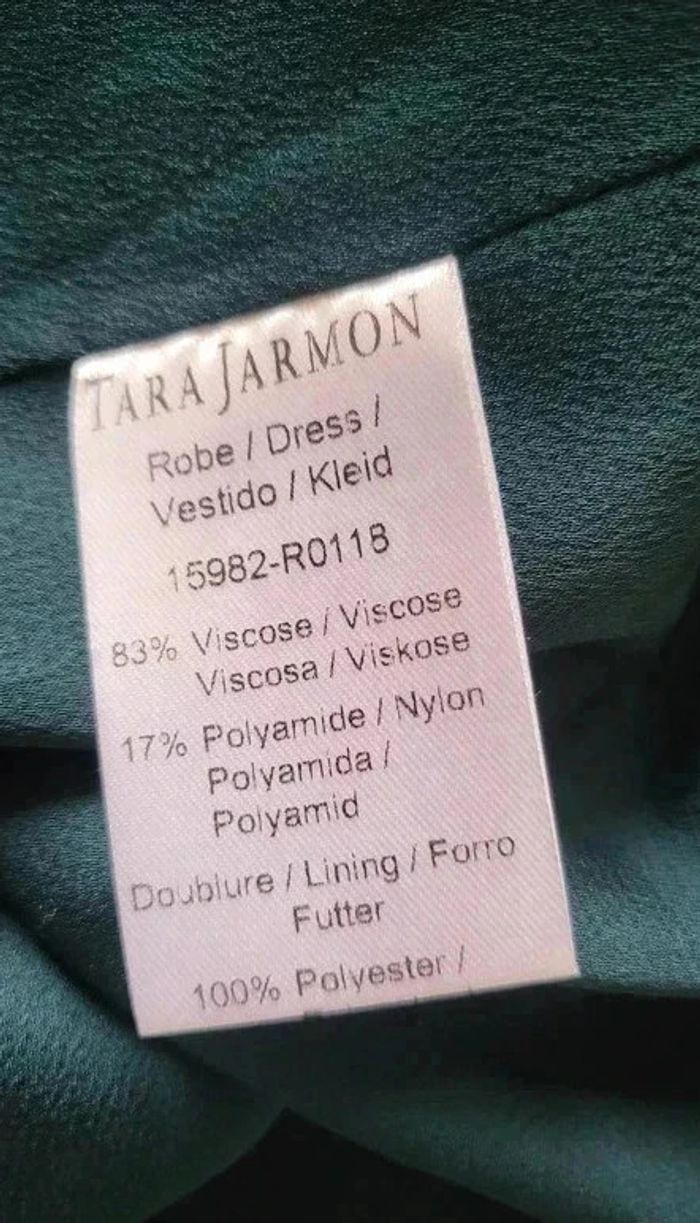 TARA JARMON
Robe / Dress /
Vestido / Kleid
15982-R0118
83% Viscose / Viscose
Viscosa / Viskose
17% Polyamide / Nylon
Polyamida /
Polyamid
Doublure / Lining / Forro
Futter
100% Polyester /